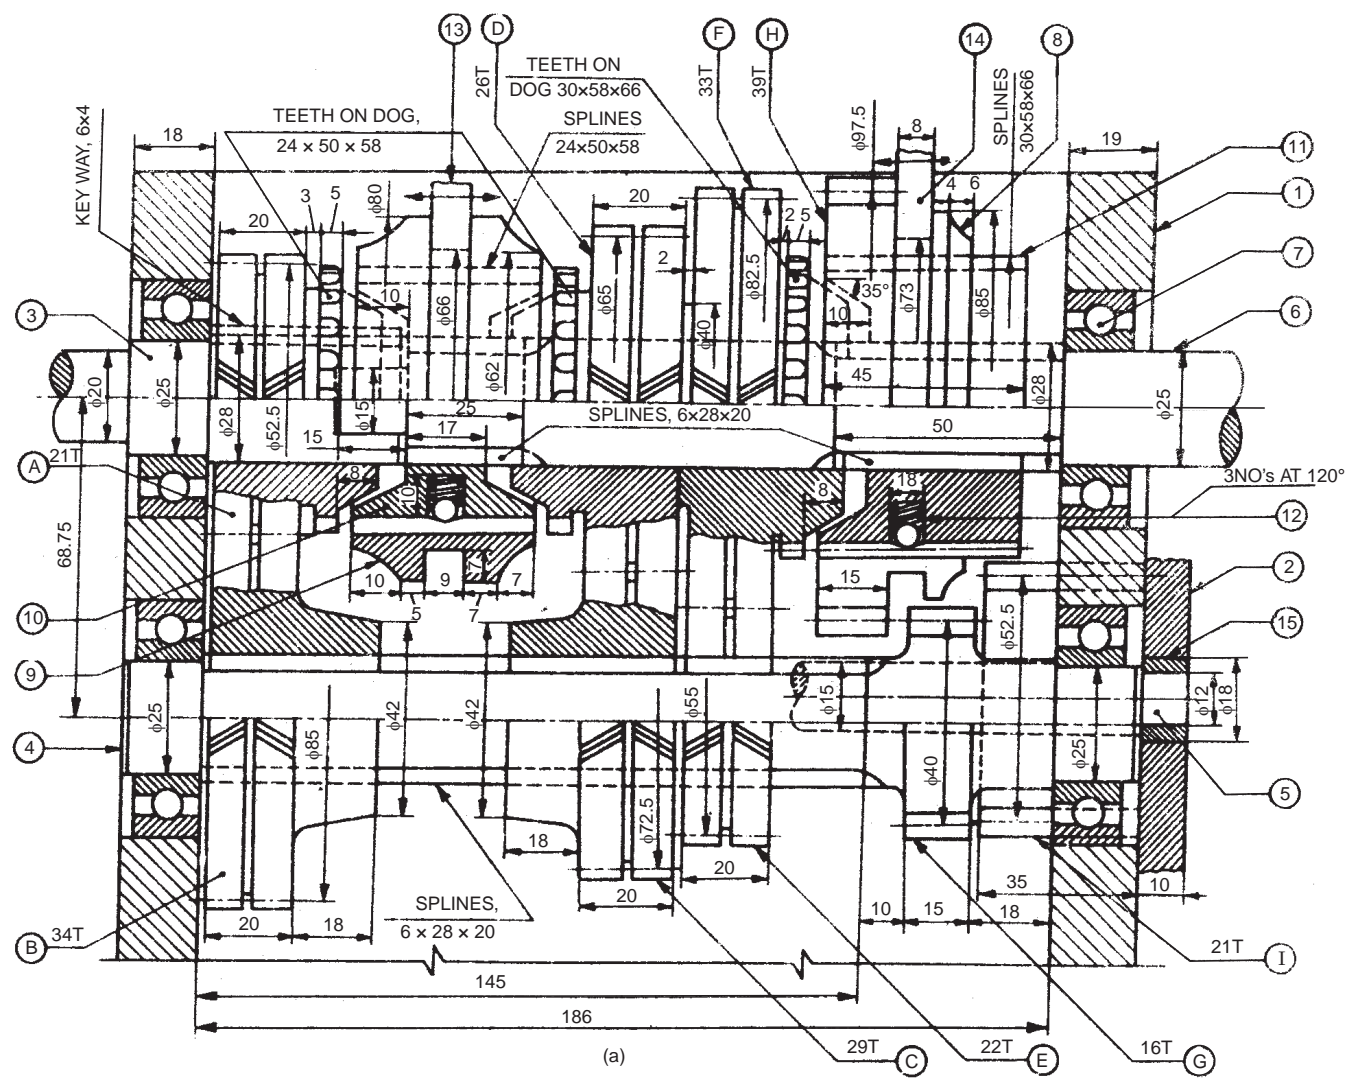 13
D
F
H
14
8
26T
TEETH ON
DOG 30×58×66
33T
39T
SPLINES
30×58×66
KEY WAY, 6×4
TEETH ON DOG,
24 × 50 × 58
SPLINES
24×50×58
ϕ97.5
8
18
19
11
1
20
3
5
ϕ80
20
2
5
4
6
7
6
2
ϕ82.5
35°
ϕ73
ϕ85
3
10
ϕ66
ϕ62
ϕ65
ϕ40
10
ϕ20
ϕ25
ϕ28
ϕ52.5
ϕ15
45
ϕ28
ϕ25
25
SPLINES, 6×28×20
50
15
17
A
21T
8
10
8
18
3NO's AT 120°
12
68.75
7
15
2
10
5
9
7
7
10
ϕ52.5
15
9
ϕ25
ϕ42
ϕ42
ϕ55
ϕ15
ϕ12
ϕ18
4
ϕ85
ϕ40
ϕ25
5
ϕ72.5
18
20
35
10
B
34T
20
18
SPLINES,
6 × 28 × 20
20
10
15
18
21T
I
145
186
(a)
29T
C
22T
E
16T
G